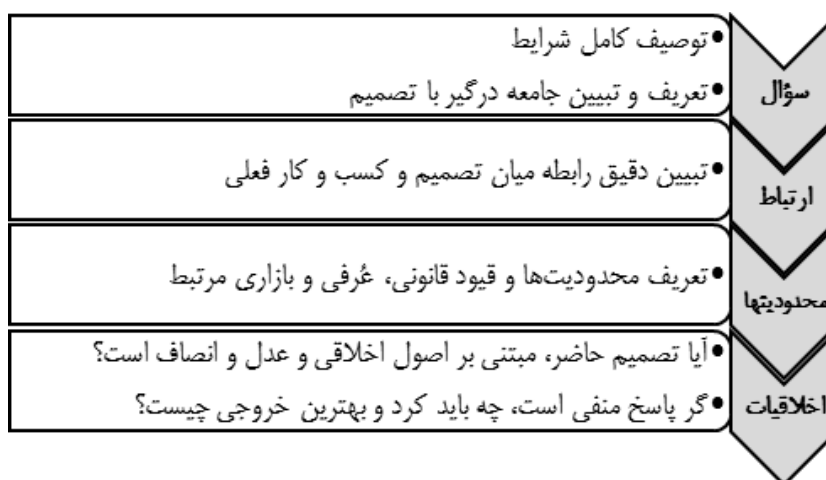 سؤال
•توصیف کامل شرایط
•تعریف و تبیین جامعه درگیر با تصمیم
ارتباط
•تبیین دقیق رابطه میان تصمیم و کسب و کار فعلی
محدودیتها
•تعریف محدودیت‌ها و قیود قانونی، عُرفی و بازاری مرتبط
اخلاقیات
•آیا تصمیم حاضر، مبتنی بر اصول اخلاقی و عدل و انصاف است؟
•گر پاسخ منفی است، چه باید کرد و بهترین خروجی چیست؟